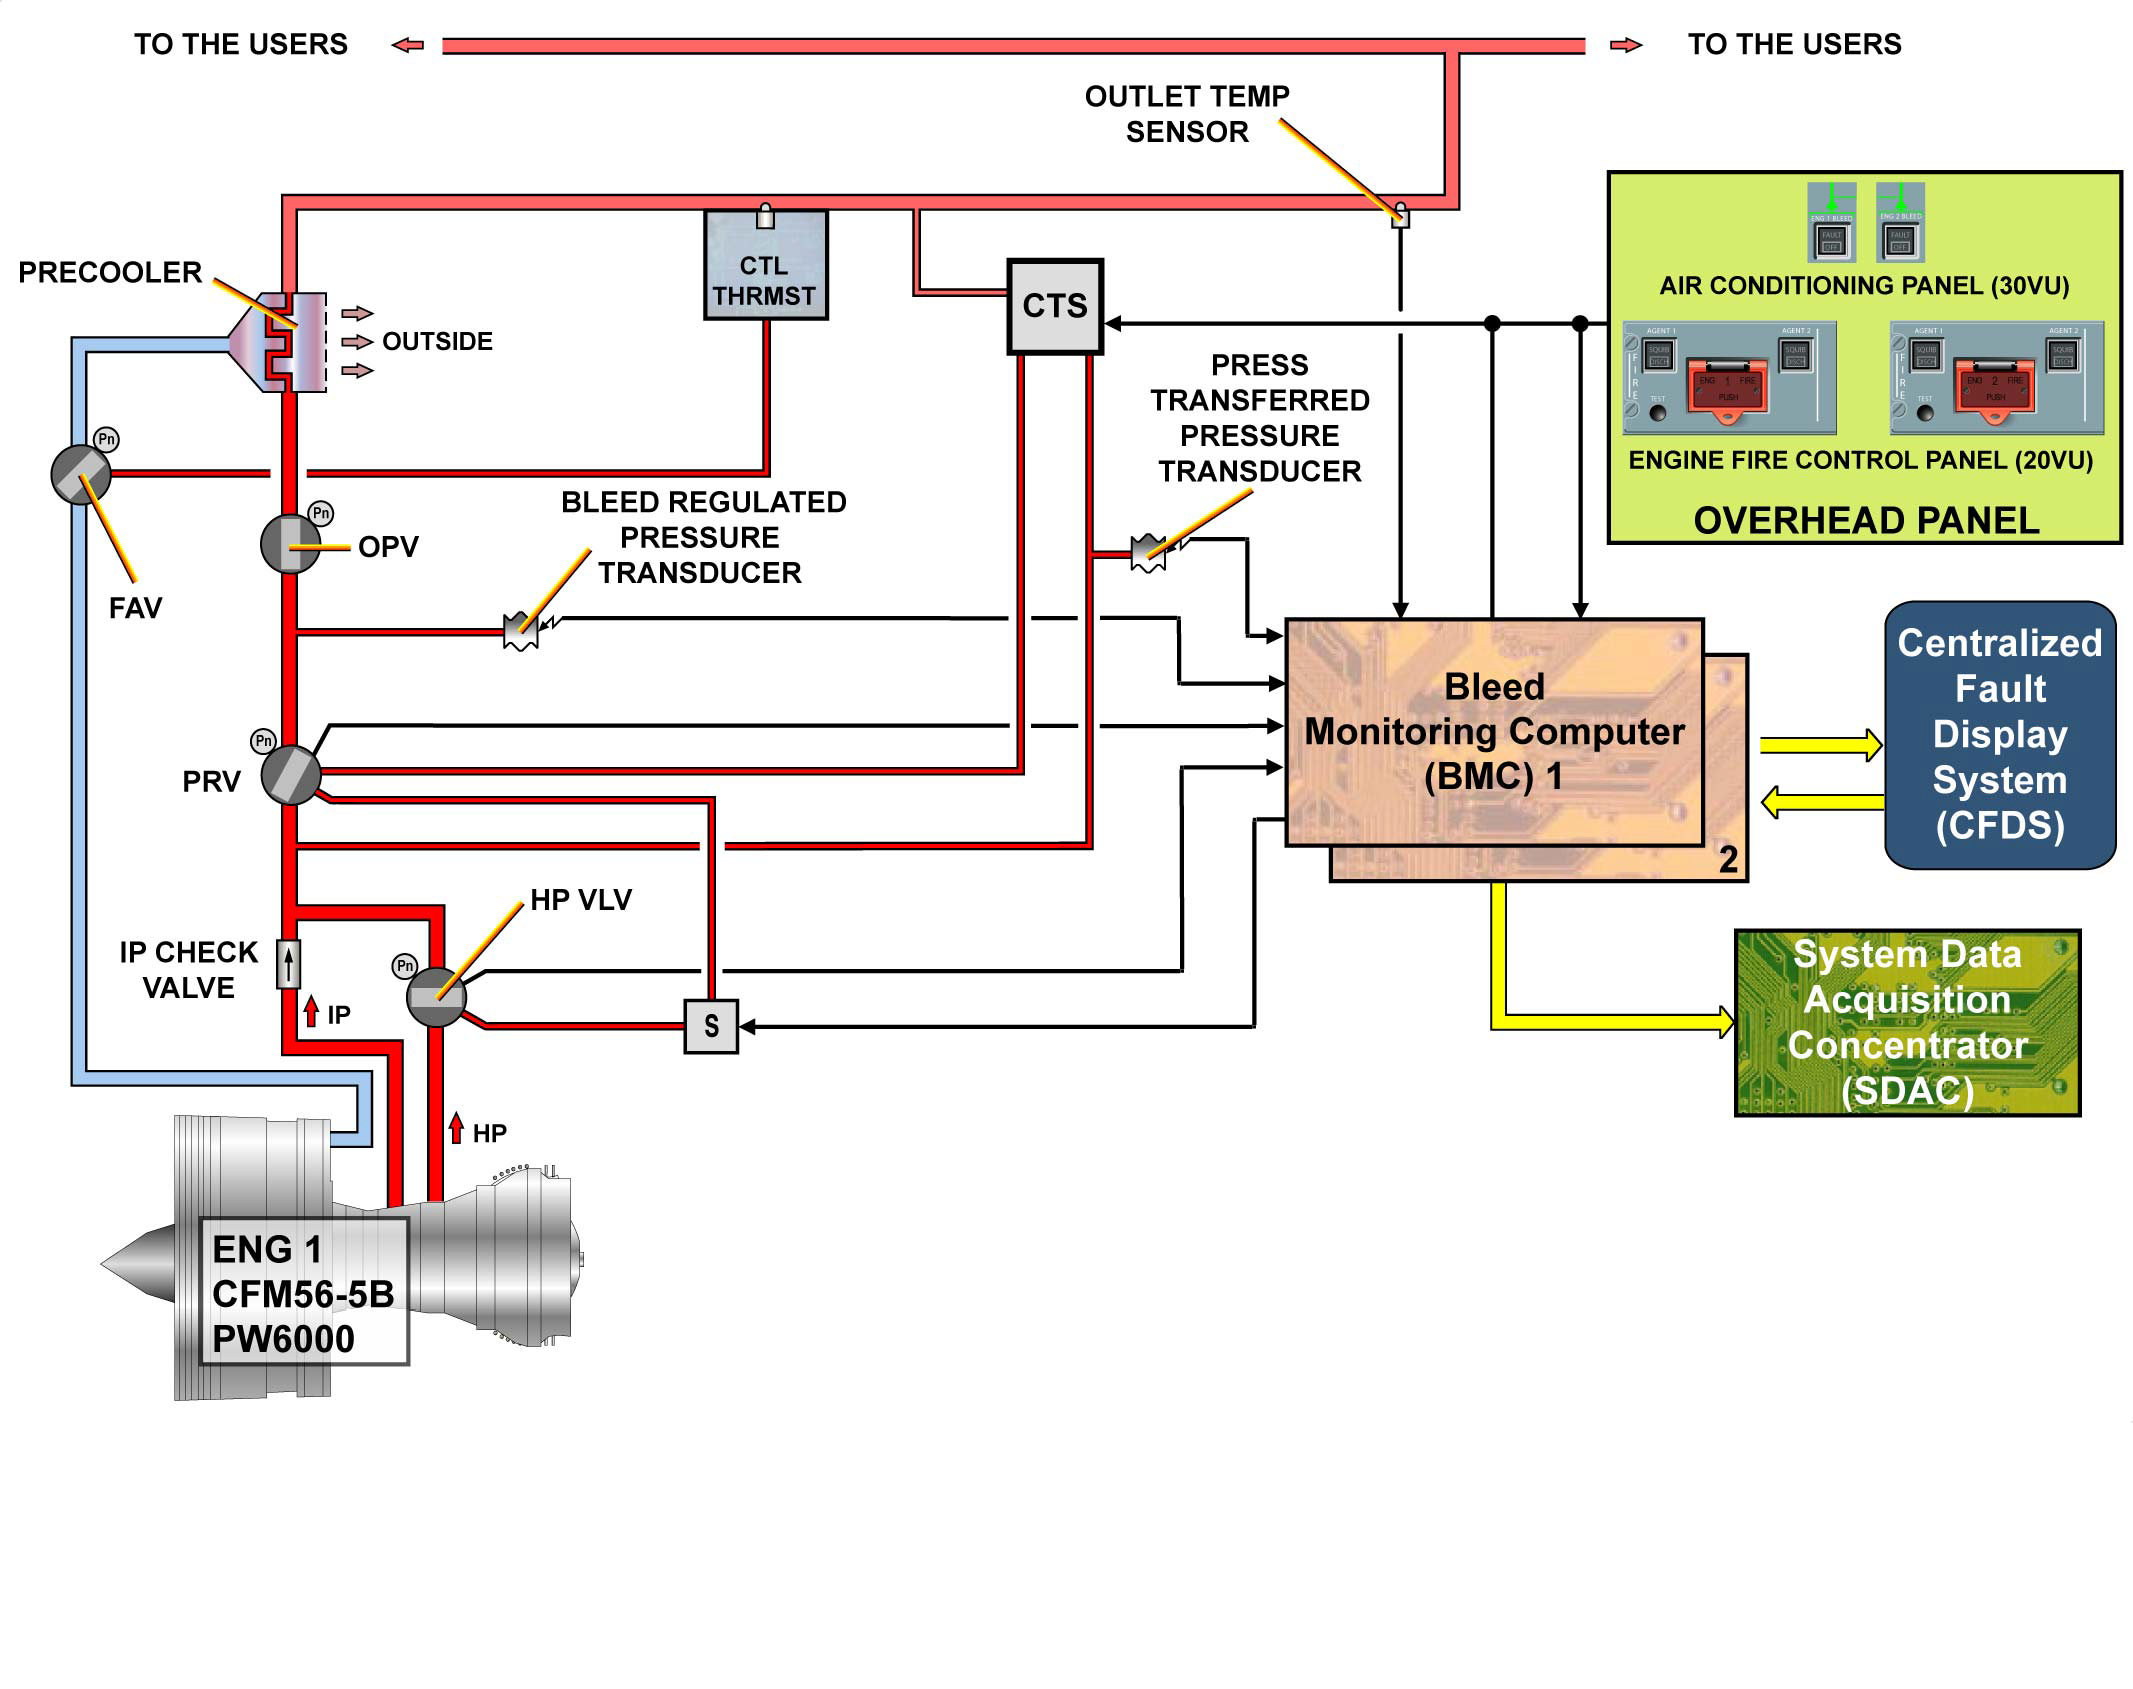 TO THE USERS
TO THE USERS
OUTLET TEMP
SENSOR
PRECOOLER
OUTSIDE
CTL
THRMST
CTS
PRESS
TRANSFERRED
PRESSURE
TRANSDUCER
ENG 1 BLEED
FAULT
OFF
ENG 2 BLEED
FAULT
OFF
AIR CONDITIONING PANEL (30VU)
AGENT 1
SQUIB
DISCH
AGENT 2
SQUIB
DISCH
FIRE
ENG 1 FIRE
PUSH
TEST
AGENT 1
SQUIB
DISCH
AGENT 2
SQUIB
DISCH
FIRE
ENG 2 FIRE
PUSH
TEST
ENGINE FIRE CONTROL PANEL (20VU)
OVERHEAD PANEL
Pn
FAV
Pn
OPV
BLEED REGULATED
PRESSURE
TRANSDUCER
Pn
PRV
Bleed
Monitoring Computer
(BMC) 1
2
Centralized
Fault
Display
System
(CFDS)
HP VLV
IP CHECK
VALVE
Pn
IP
S
System Data
Acquisition
Concentrator
(SDAC)
HP
ENG 1
CFM56-5B
PW6000